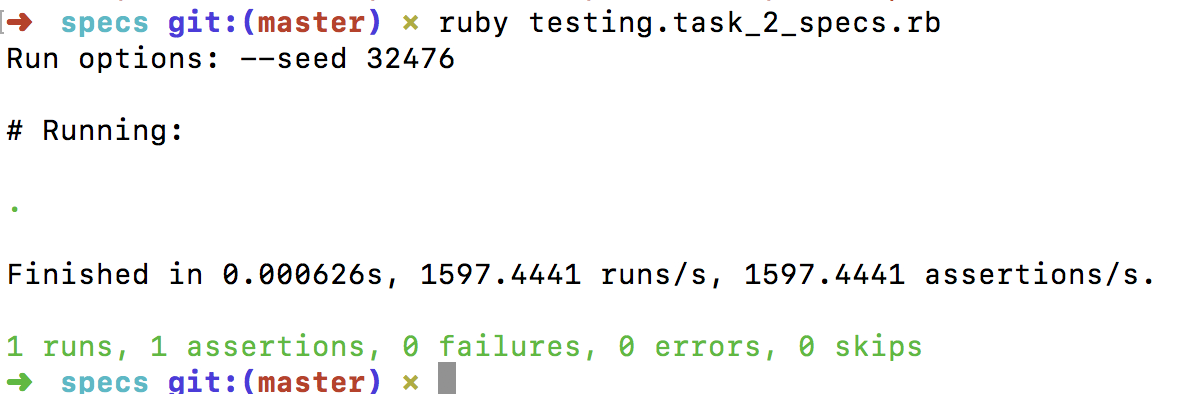 ➜ specs git:(master) ✗ ruby testing.task_2_specs.rb
Run options: --seed 32476
# Running:
.
Finished in 0.000626s, 1597.4441 runs/s, 1597.4441 assertions/s.
1 runs, 1 assertions, 0 failures, 0 errors, 0 skips
➜ specs git:(master) ✗